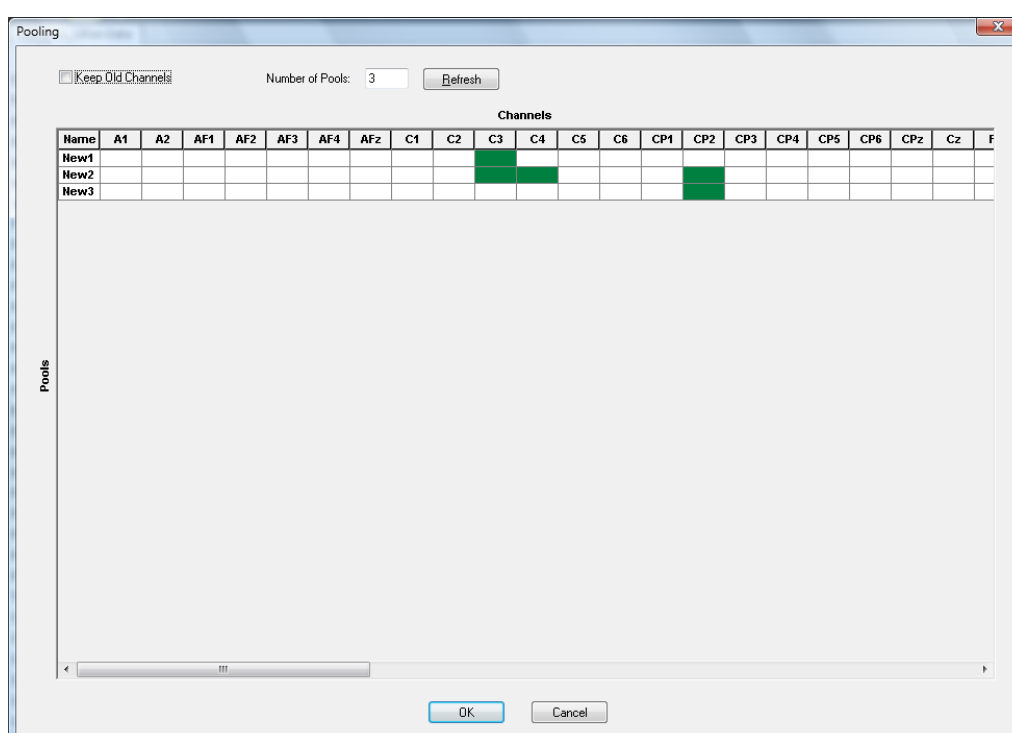 Pooling
Keep Old Channels Number of Pools: 3 Refresh
Channels
Name A1 A2 AF1 AF2 AF3 AF4 AFz C1 C2 C3 C4 C5 C6 CP1 CP2 CP3 CP4 CP5 CP6 CPz Cz
New1
New2
New3
Pools
OK Cancel